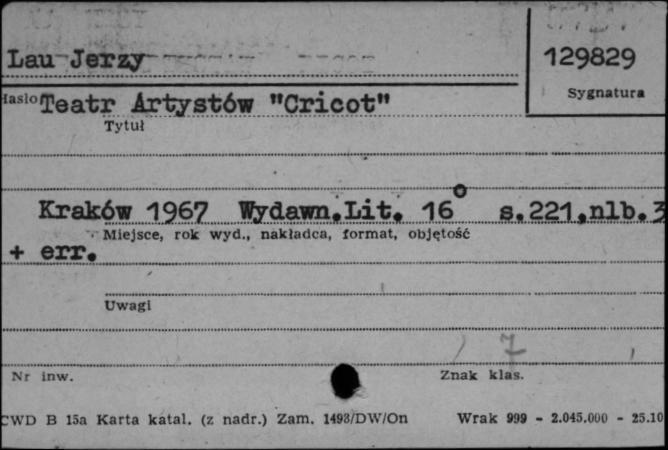 Lau Jerzy
129829
Sygnatura
Hasło Teatr Artystów "Cricot"
Tytuł
Kraków 1967 Wydawn.Lit. 16° s.221,nlb.3
Miejsce, rok wyd., nakładca, format, objętość
+ err.
Uwagi
7
Nr inw.
Znak klas.
CWD B 15a Karta katal. (z nadr.) Zam. 1493/DW/On Wrak 999 - 2.045.000 - 25.10